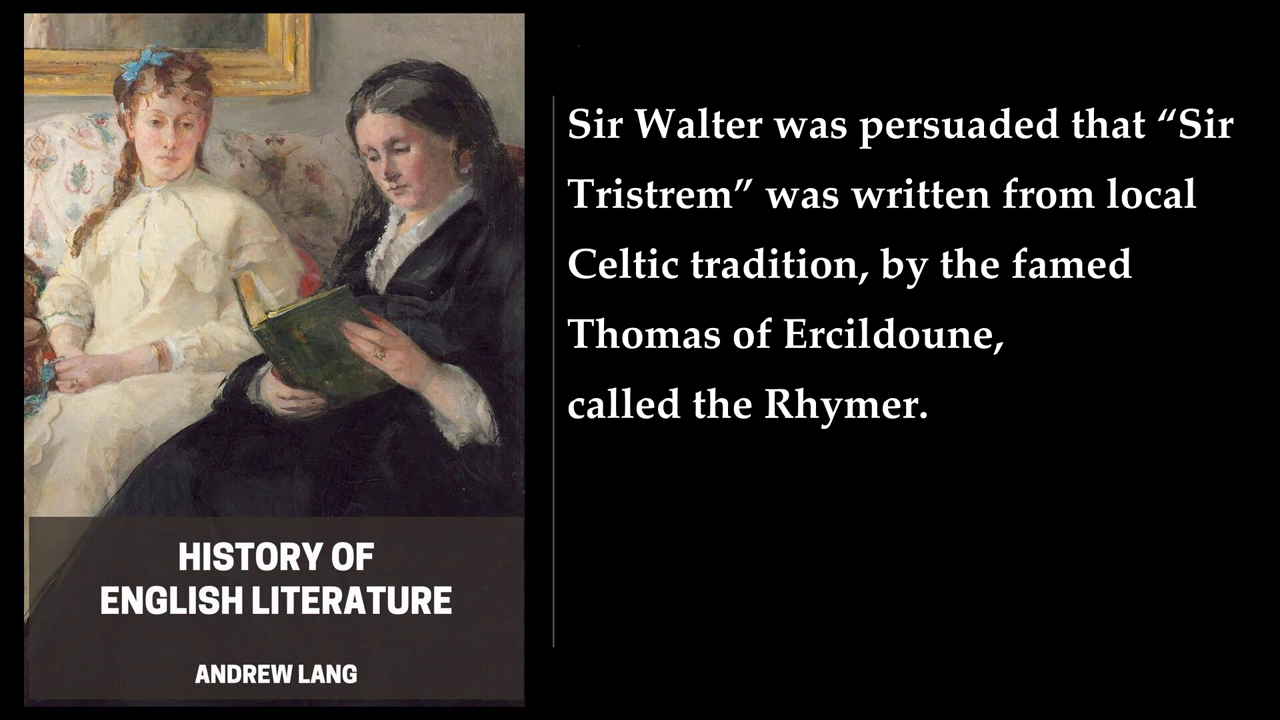 Sir Walter was persuaded that “Sir
Tristrem” was written from local
Celtic tradition, by the famed
Thomas of Ercildoune,
called the Rhymer.
HISTORY OF
ENGLISH LITERATURE
ANDREW LANG